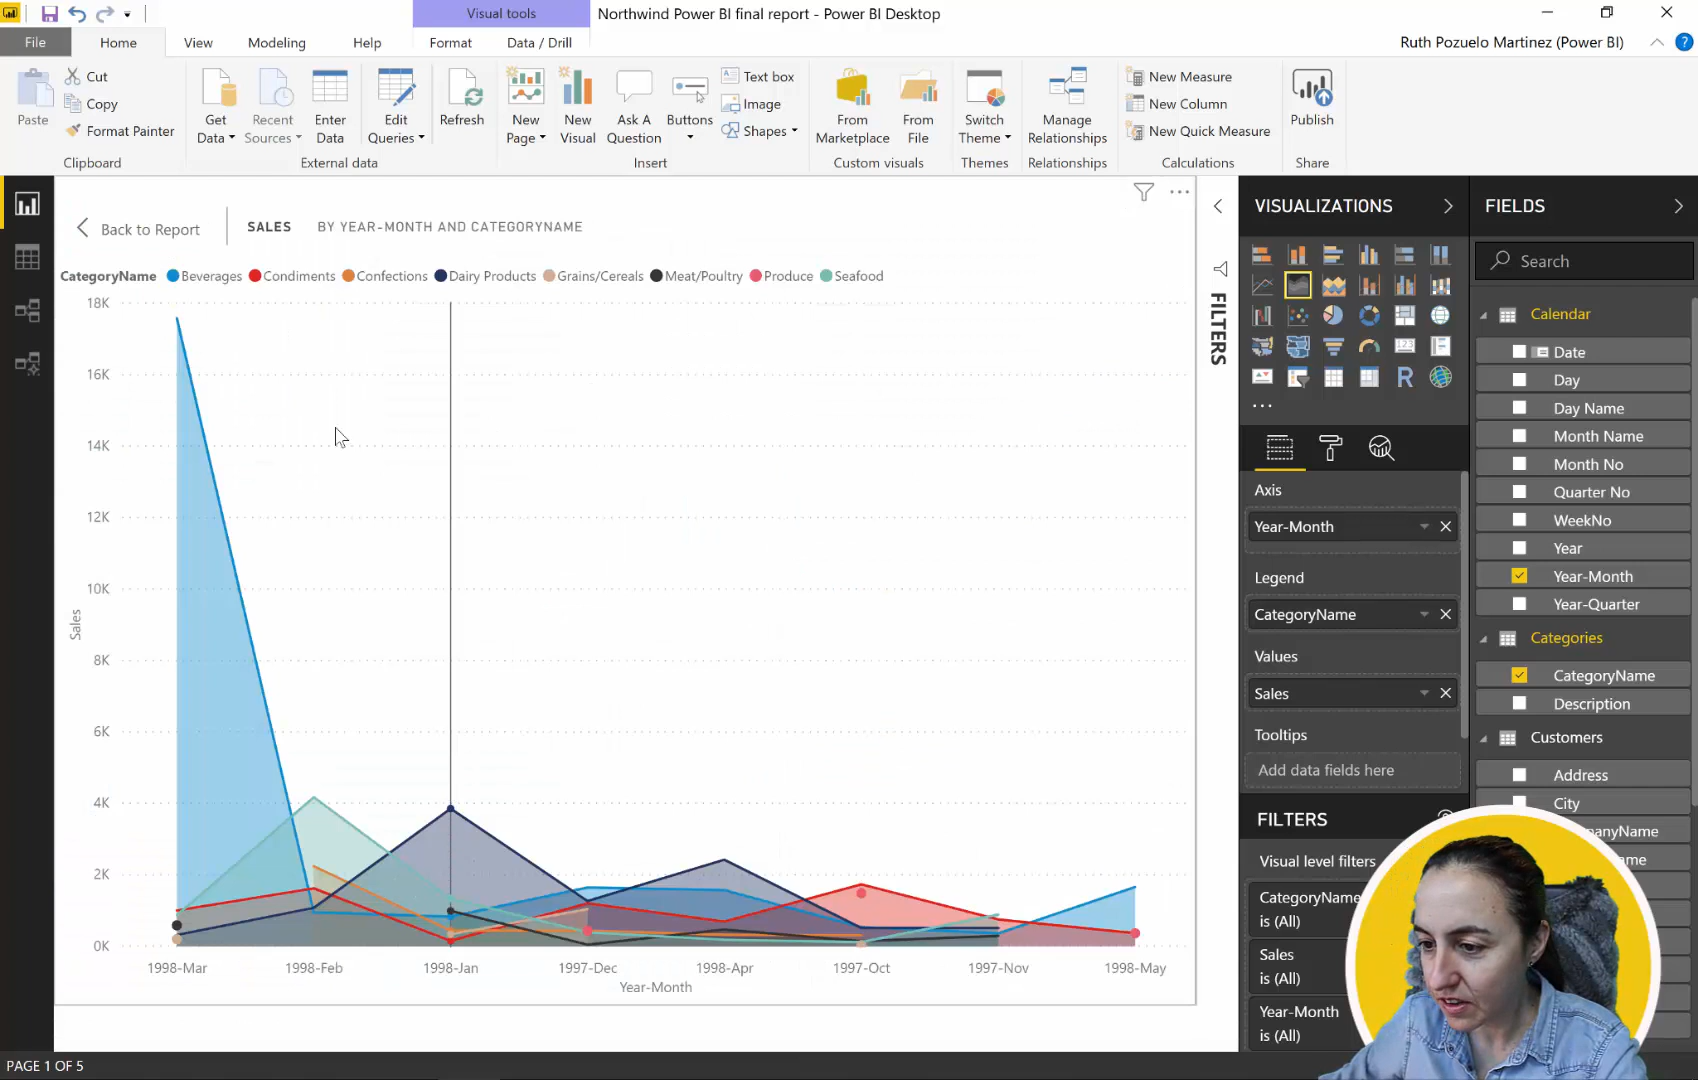 Visual tools
Northwind Power BI final report - Power BI Desktop
File
Home
View
Modeling
Help
Format
Data / Drill
Ruth Pozuelo Martinez (Power BI)
?
Paste
Cut
Copy
Format Painter
Clipboard
Get Data
Recent Sources
Enter Data
Edit Queries
Refresh
External data
New Page
New Visual
Ask A Question
Buttons
Text box
Image
Shapes
Insert
From Marketplace
From File
Custom visuals
Switch Theme
Themes
Manage Relationships
Relationships
New Measure
New Column
New Quick Measure
Calculations
Publish
Share
Back to Report
SALES
BY YEAR-MONTH AND CATEGORYNAME
CategoryName Beverages Condiments Confections Dairy Products Grains/Cereals Meat/Poultry Produce Seafood
18K
16K
14K
12K
10K
8K
6K
4K
2K
0K
Sales
1998-Mar 1998-Feb 1998-Jan 1997-Dec 1998-Apr 1997-Oct 1997-Nov 1998-May
Year-Month
FILTERS
VISUALIZATIONS
123
R
Axis
Year-Month
Legend
CategoryName
Values
Sales
Tooltips
Add data fields here
FILTERS
Visual level filters
CategoryName
is (All)
Sales
is (All)
Year-Month
is (All)
FIELDS
Search
Calendar
Date
Day
Day Name
Month Name
Month No
Quarter No
WeekNo
Year
Year-Month
Year-Quarter
Categories
CategoryName
Description
Customers
Address
City
PAGE 1 OF 5